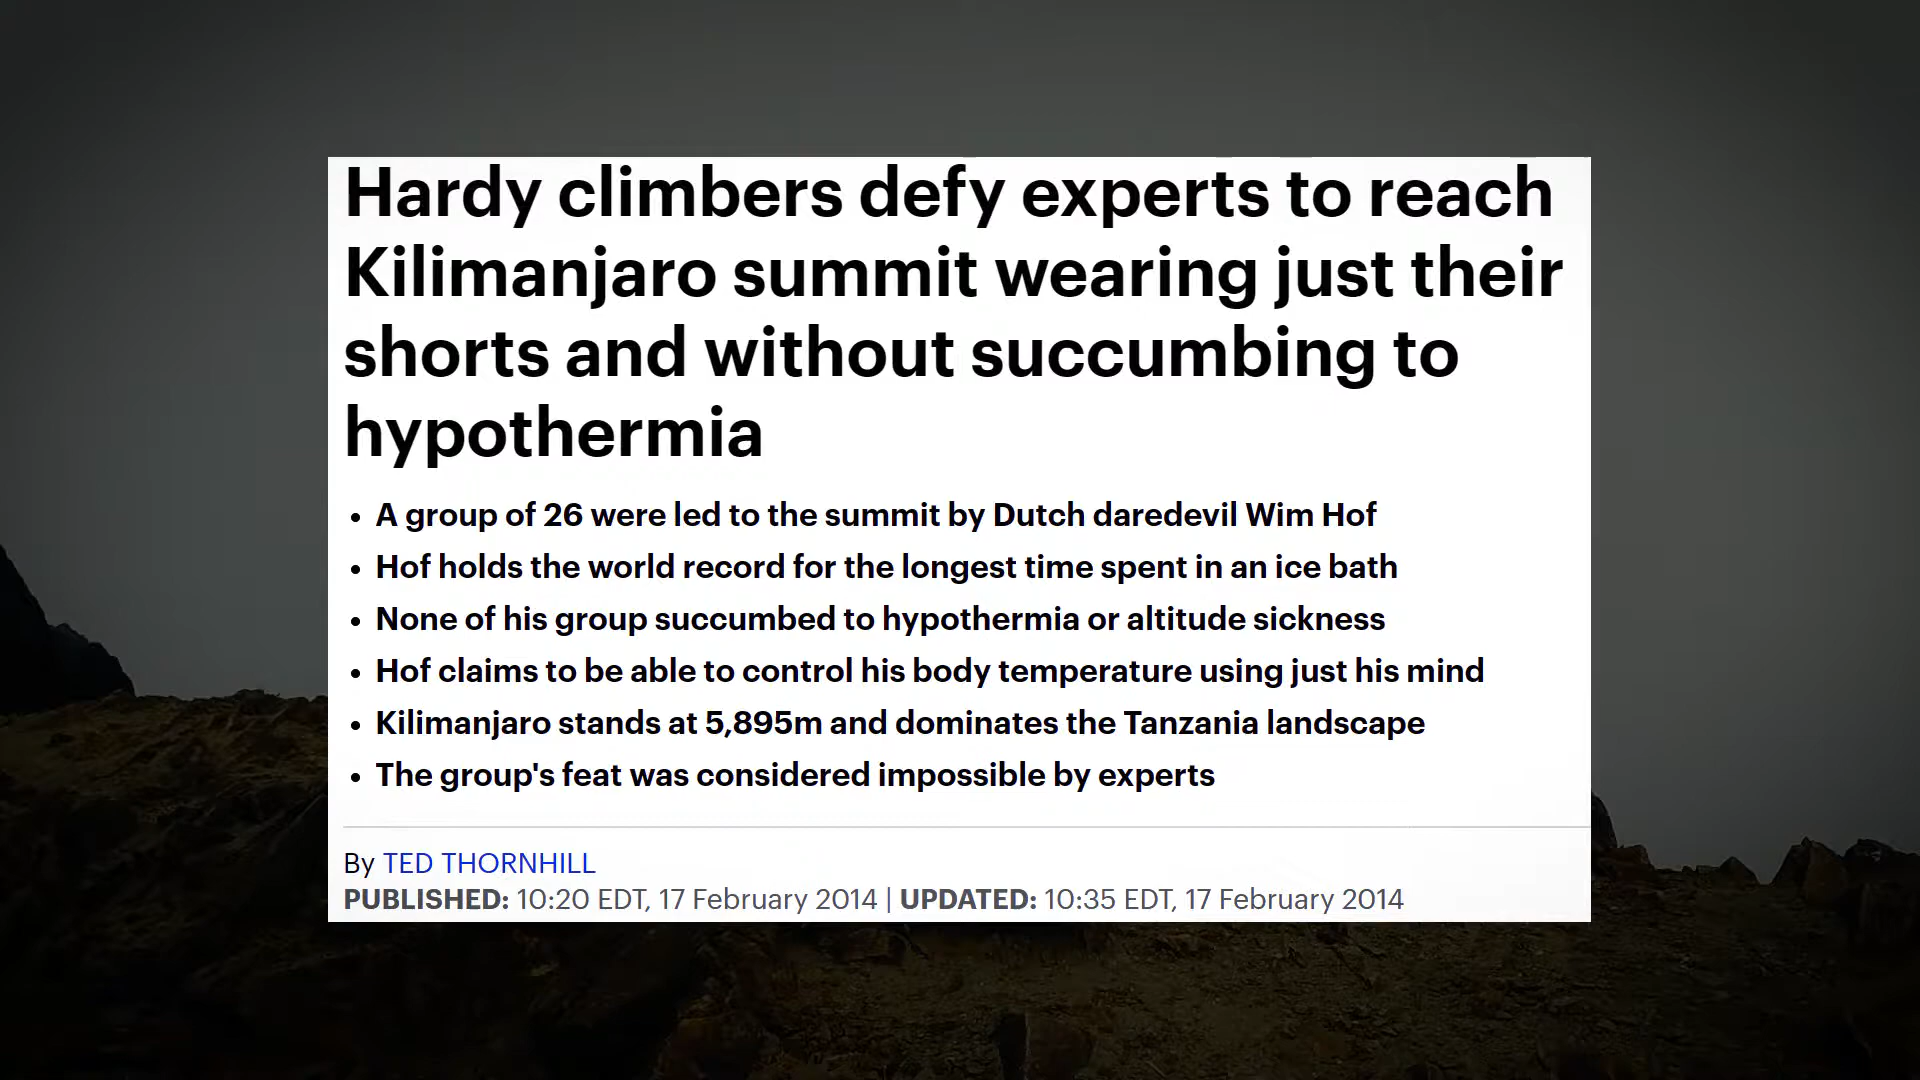 Hardy climbers defy experts to reach
Kilimanjaro summit wearing just their
shorts and without succumbing to
hypothermia
• A group of 26 were led to the summit by Dutch daredevil Wim Hof
• Hof holds the world record for the longest time spent in an ice bath
• None of his group succumbed to hypothermia or altitude sickness
• Hof claims to be able to control his body temperature using just his mind
• Kilimanjaro stands at 5,895m and dominates the Tanzania landscape
• The group's feat was considered impossible by experts
By TED THORNHILL
PUBLISHED: 10:20 EDT, 17 February 2014 | UPDATED: 10:35 EDT, 17 February 2014